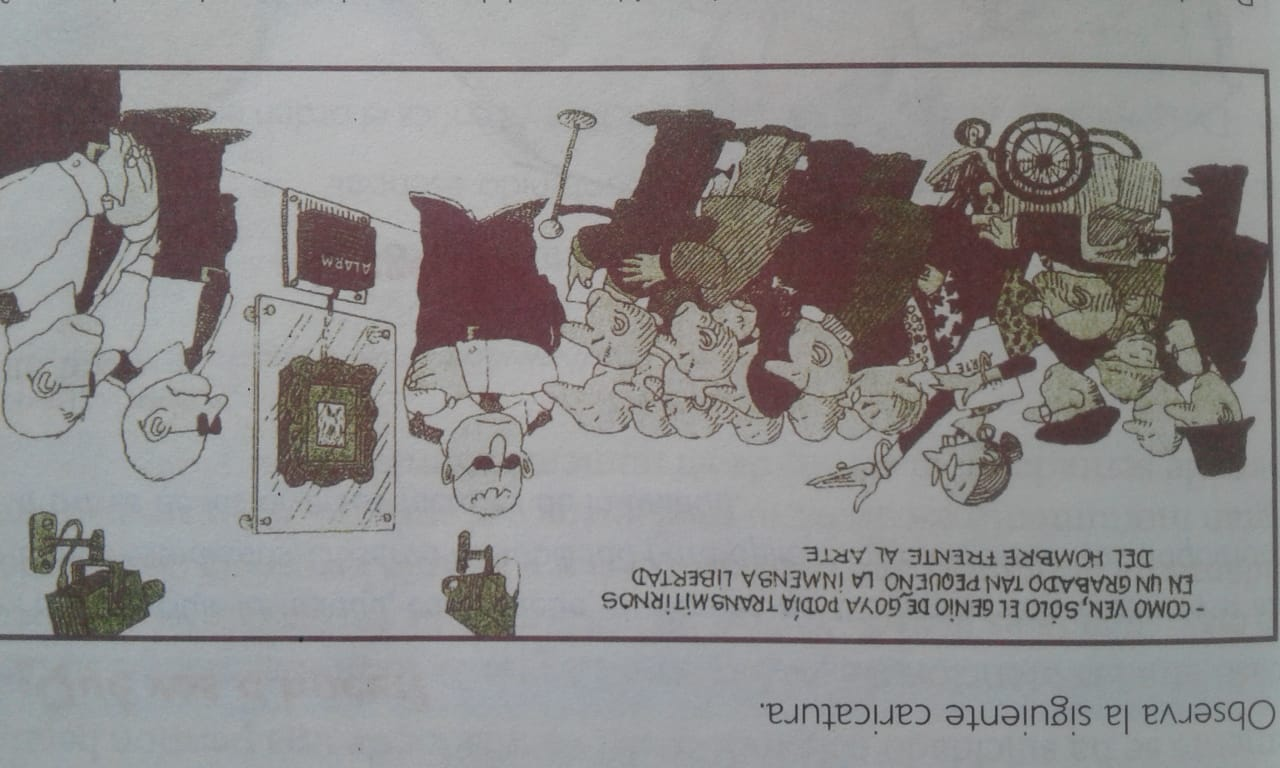 Observa la siguiente caricatura.
- COMO VEN, SÓLO EL GENIO DE GOYA PODÍA TRANSMITIRNOS
EN UN GRABADO TAN PEQUEÑO LA INMENSA LIBERTAD
DEL HOMBRE FRENTE AL ARTE
ALARM
ARTE